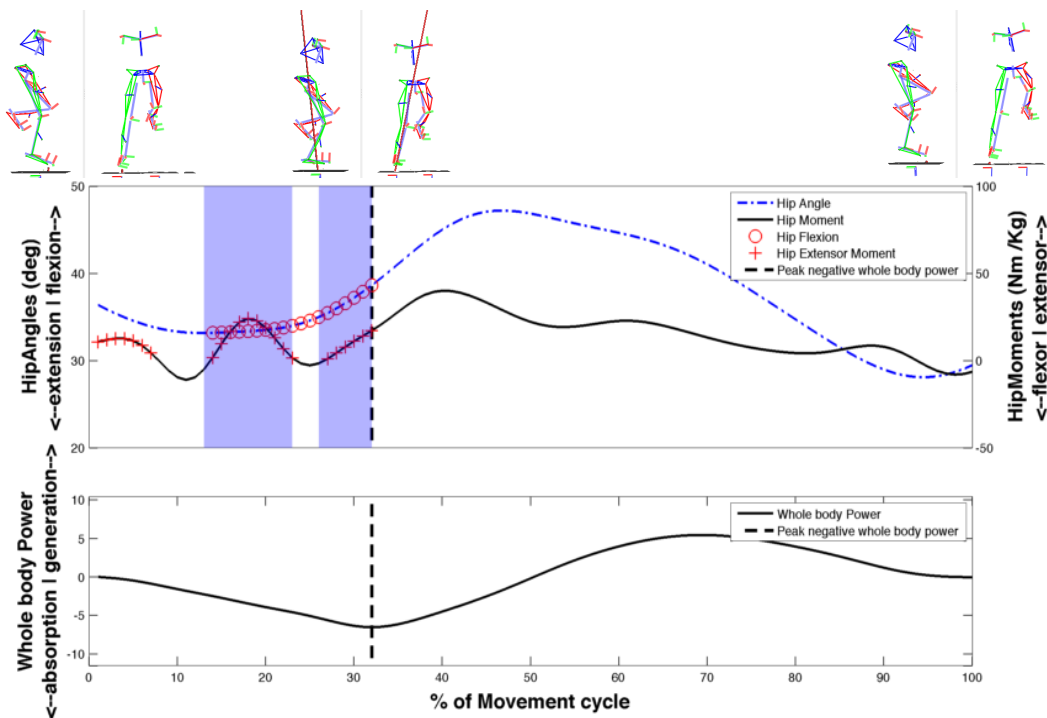 HipAngles (deg)
<--extension | flexion-->
50
40
30
20
Hip Angle
Hip Moment
Hip Flexion
Hip Extensor Moment
Peak negative whole body power
100
50
0
-50
HipMoments (Nm /Kg)
<--flexor | extensor-->
Whole body Power
<--absorption | generation-->
10
5
0
-5
-10
Whole body Power
Peak negative whole body power
0 10 20 30 40 50 60 70 80 90 100
% of Movement cycle